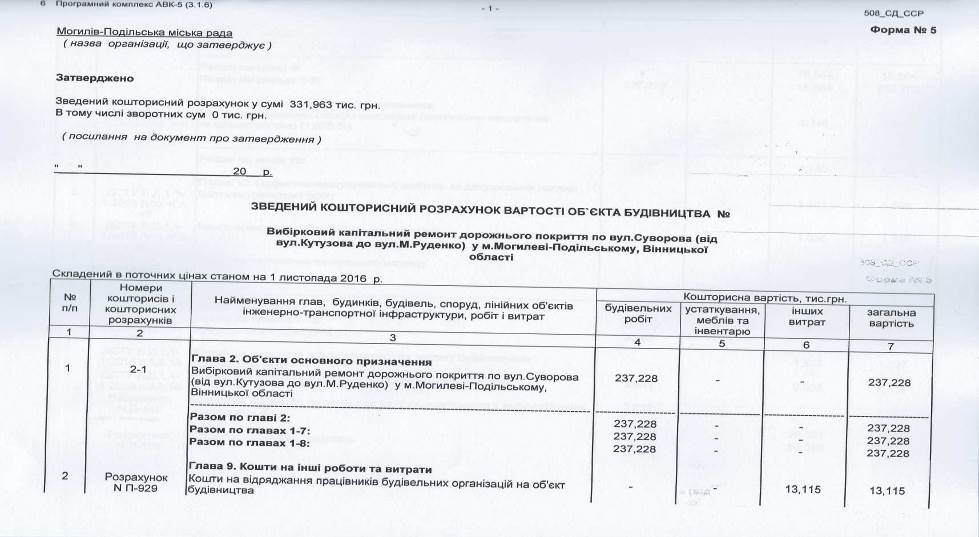 6 Програмний комплекс АВК-5 (3.1.6)
- 1 -
508_СД_ССР
Форма № 5
Могилів-Подільська міська рада
( назва організації, що затверджує )
Затверджено
Зведений кошторисний розрахунок у сумі 331,963 тис. грн.
В тому числі зворотних сум 0 тис. грн.
( посилання на документ про затвердження )
" " 20 р.
ЗВЕДЕНИЙ КОШТОРИСНИЙ РОЗРАХУНОК ВАРТОСТІ ОБ`ЄКТА БУДІВНИЦТВА №
Вибірковий капітальний ремонт дорожнього покриття по вул.Суворова (від
вул.Кутузова до вул.М.Руденко) у м.Могилеві-Подільському, Вінницької
області
508_СД_ССР
Форма № 5
Складений в поточних цінах станом на 1 листопада 2016 р.
№
п/п
Номери
кошторисів і
кошторисних
розрахунків
Найменування глав, будинків, будівель, споруд, лінійних об'єктів
інженерно-транспортної інфраструктури, робіт і витрат
Кошторисна вартість, тис.грн.
будівельних
робіт
устаткування,
меблів та
інвентарю
інших
витрат
загальна
вартість
1 2 3 4 5 6 7
Глава 2. Об'єкти основного призначення
1 2-1 Вибірковий капітальний ремонт дорожнього покриття по вул.Суворова 237,228 - - 237,228
(від вул.Кутузова до вул.М.Руденко) у м.Могилеві-Подільському,
Вінницької області
Разом по главі 2: 237,228 - - 237,228
Разом по главах 1-7: 237,228 - - 237,228
Разом по главах 1-8: 237,228 - - 237,228
Глава 9. Кошти на інші роботи та витрати
2 Розрахунок Кошти на відряджання працівників будівельних організацій на об'єкт - - 13,115 13,115
N П-929 будівництва